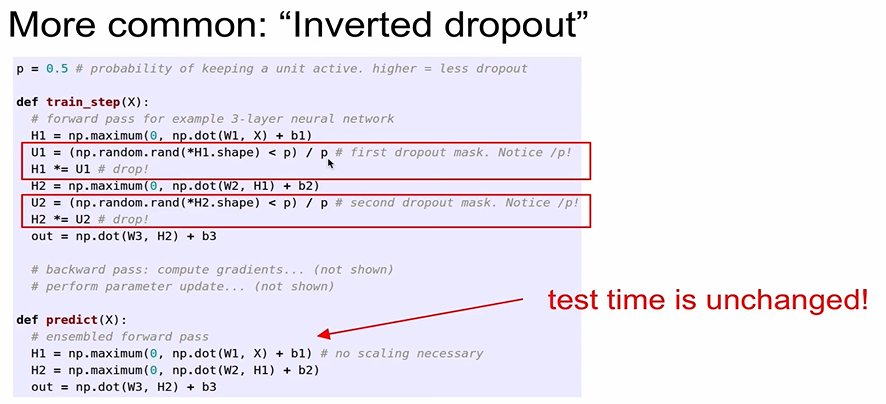 More common: “Inverted dropout”
p = 0.5 # probability of keeping a unit active. higher = less dropout
def train_step(X):
# forward pass for example 3-layer neural network
H1 = np.maximum(0, np.dot(W1, X) + b1)
U1 = (np.random.rand(*H1.shape) < p) / p # first dropout mask. Notice /p!
H1 *= U1 # drop!
H2 = np.maximum(0, np.dot(W2, H1) + b2)
U2 = (np.random.rand(*H2.shape) < p) / p # second dropout mask. Notice /p!
H2 *= U2 # drop!
out = np.dot(W3, H2) + b3
# backward pass: compute gradients... (not shown)
# perform parameter update... (not shown)
test time is unchanged!
def predict(X):
# ensembled forward pass
H1 = np.maximum(0, np.dot(W1, X) + b1) # no scaling necessary
H2 = np.maximum(0, np.dot(W2, H1) + b2)
out = np.dot(W3, H2) + b3